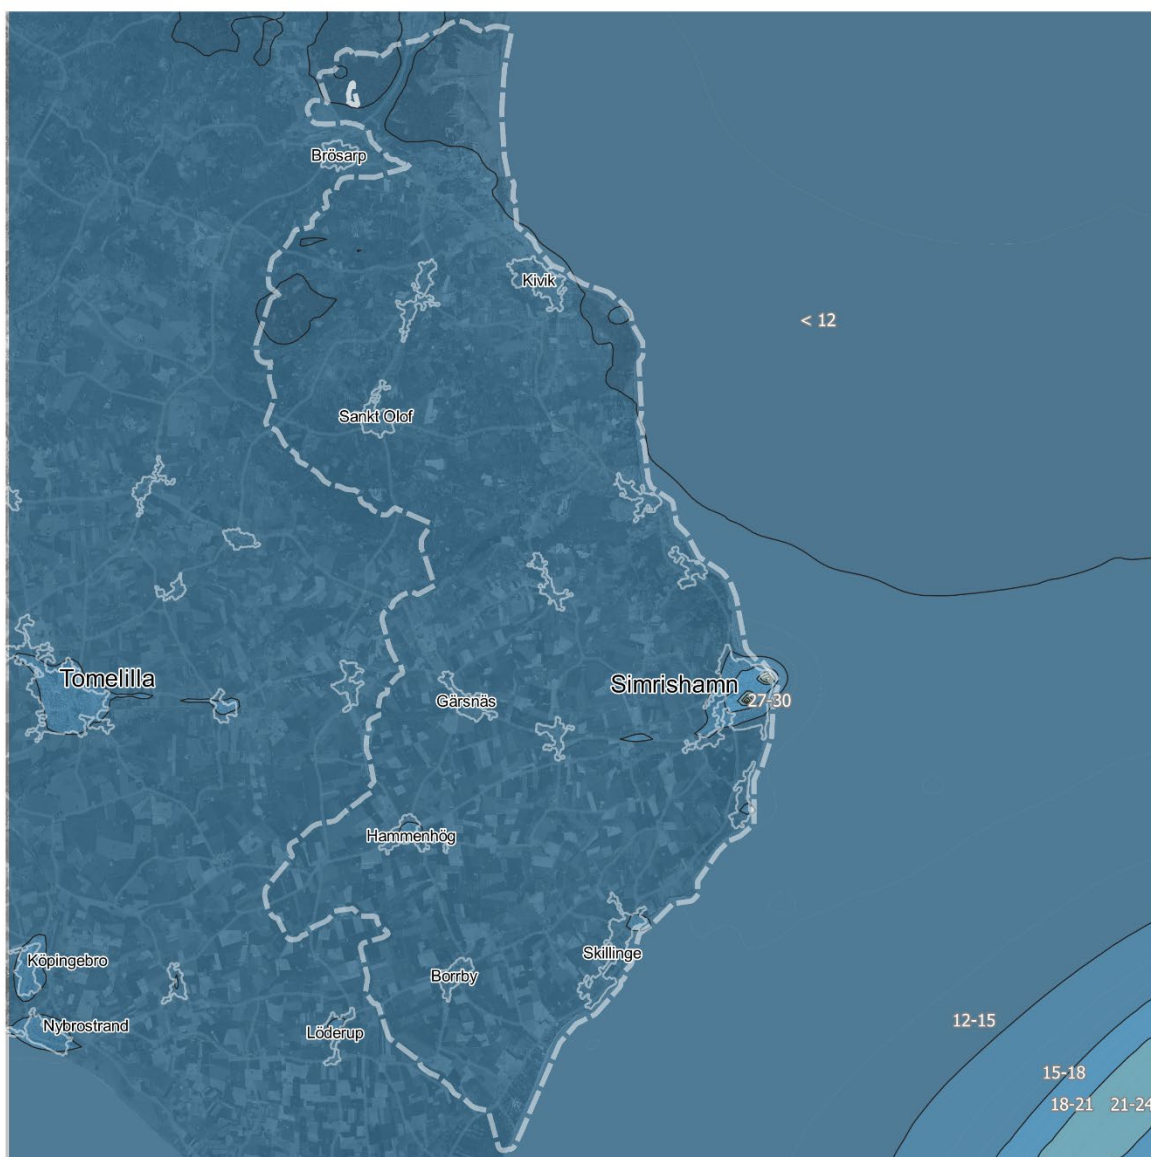 Brösarp
Kivik
< 12
Sankt Olof
Tomelilla
Simrishamn
Gärsnäs
27-30
Hammenhög
Skillinge
Köpingebro
Borrby
12-15
Nybrostrand
Löderup
15-18
18-21
21-24